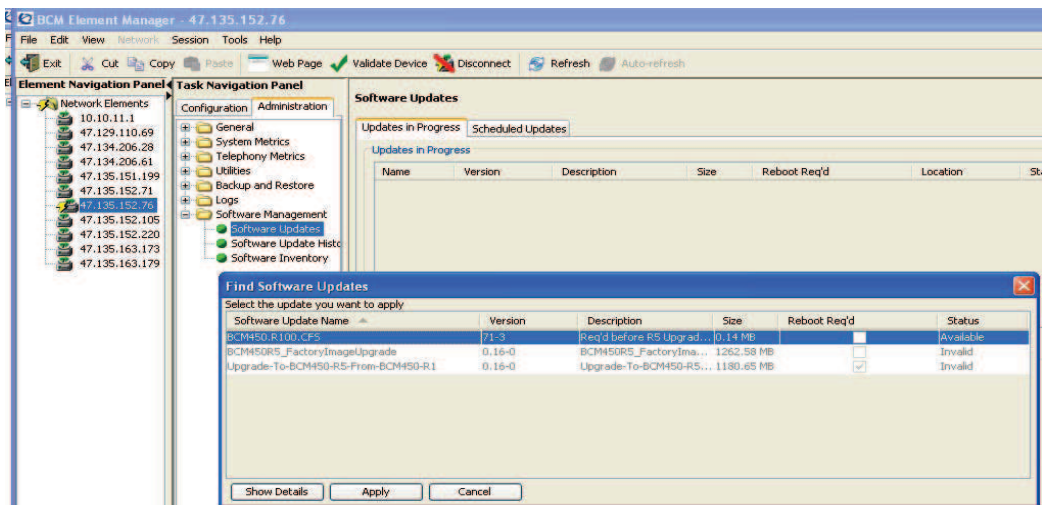 BCM Element Manager - 47.135.152.76
File Edit View Network Session Tools Help
Exit Cut Copy Paste Web Page Validate Device Disconnect Refresh Auto-refresh
Element Navigation Panel
Network Elements
10.10.11.1
47.129.110.69
47.134.206.28
47.134.206.61
47.135.151.199
47.135.152.71
47.135.152.76
47.135.152.105
47.135.152.220
47.135.163.173
47.135.163.179
Task Navigation Panel
Configuration Administration
General
System Metrics
Telephony Metrics
Utilities
Backup and Restore
Logs
Software Management
Software Updates
Software Update Histo
Software Inventory
Software Updates
Updates in Progress Scheduled Updates
Updates in Progress
Name Version Description Size Reboot Req'd Location Sta
Find Software Updates
Select the update you want to apply
Software Update Name Version Description Size Reboot Req'd Status
BCM450.R100.CFS 71-3 Req'd before R5 Upgrad... 0.14 MB Available
BCM450R5_FactoryImageUpgrade 0.16-0 BCM450R5_FactoryIma... 1262.58 MB Invalid
Upgrade-To-BCM450-R5-From-BCM450-R1 0.16-0 Upgrade-To-BCM450-R5... 1180.65 MB Invalid
Show Details Apply Cancel